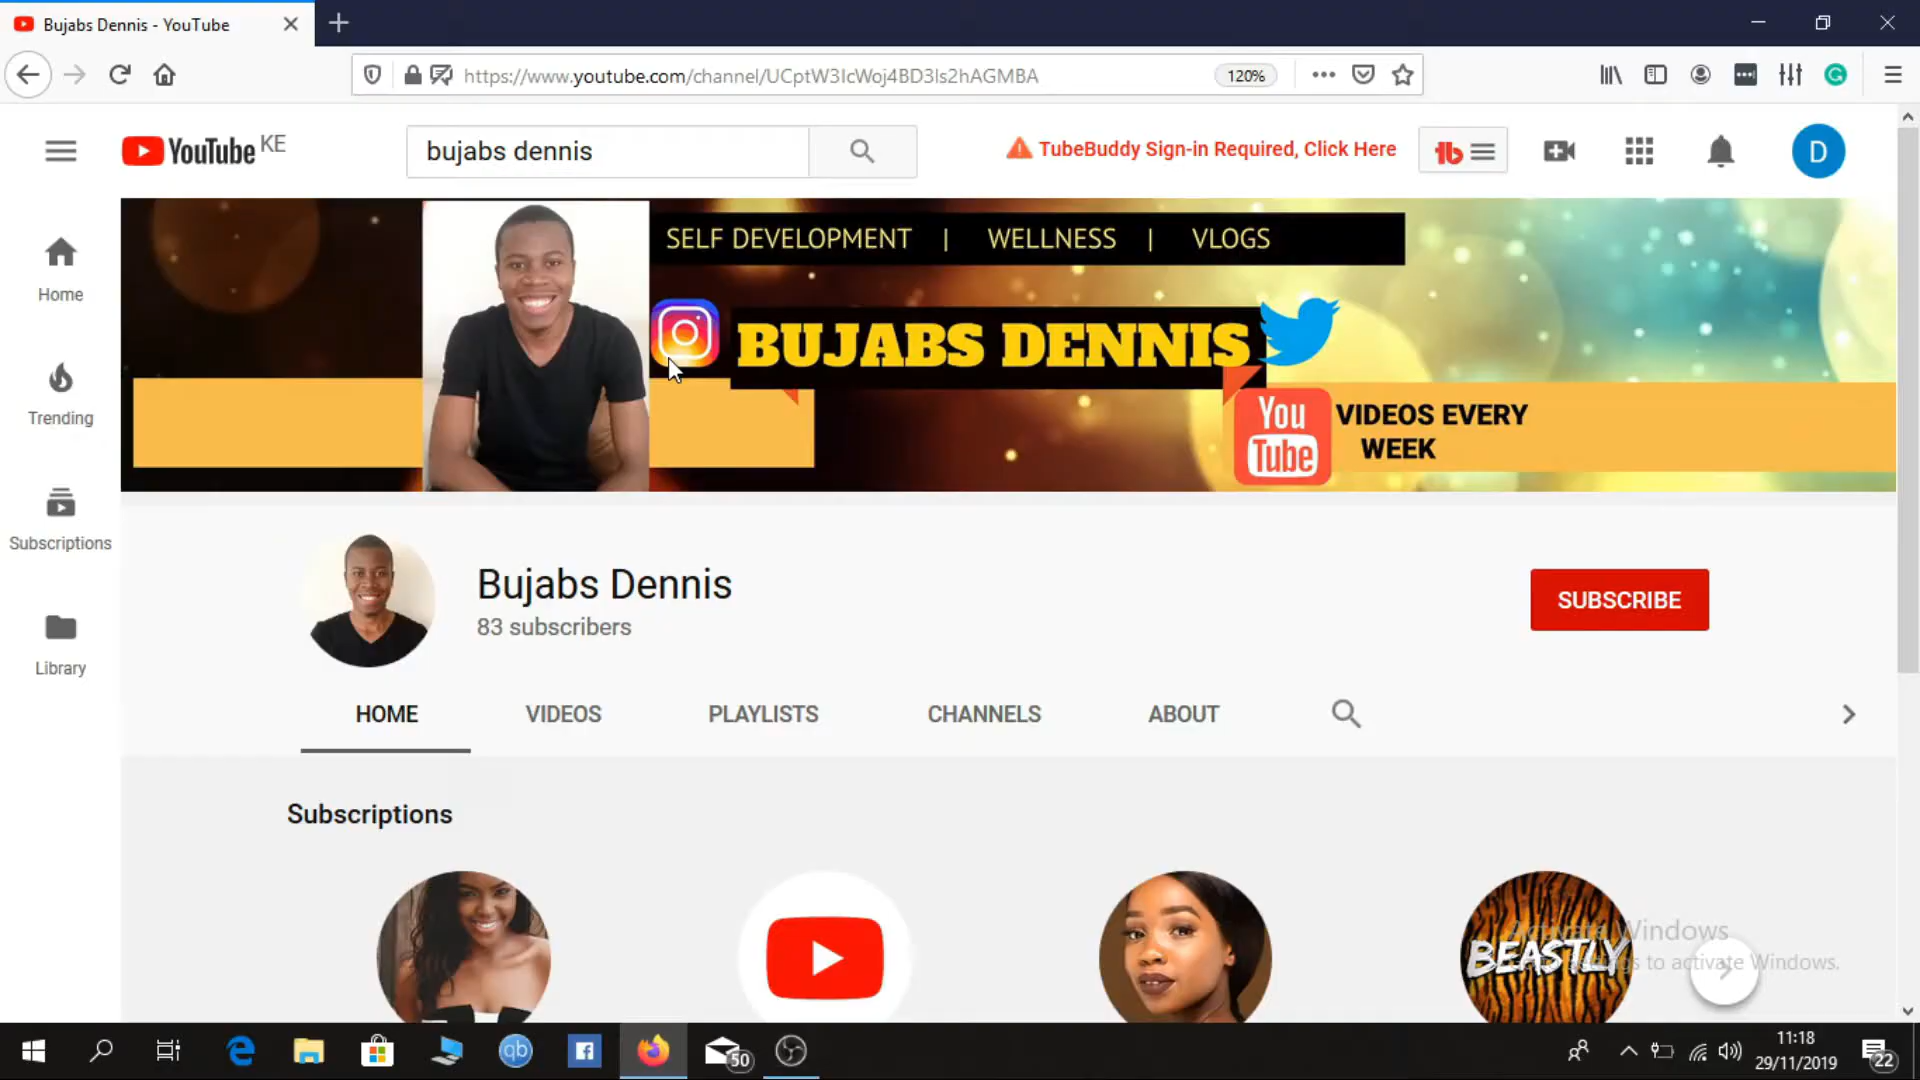 Bujabs Dennis - YouTube
https://www.youtube.com/channel/UCptW3IcWoj4BD3Is2hAGMBA
120%
YouTube KE
bujabs dennis
TubeBuddy Sign-in Required, Click Here
D
Home
Trending
Subscriptions
Library
SELF DEVELOPMENT | WELLNESS | VLOGS
BUJABS DENNIS
You
Tube
VIDEOS EVERY
WEEK
Bujabs Dennis
83 subscribers
SUBSCRIBE
HOME
VIDEOS
PLAYLISTS
CHANNELS
ABOUT
Subscriptions
BEASTLY
Activate Windows
to activate Windows.
qb
50
11:18
29/11/2019
22